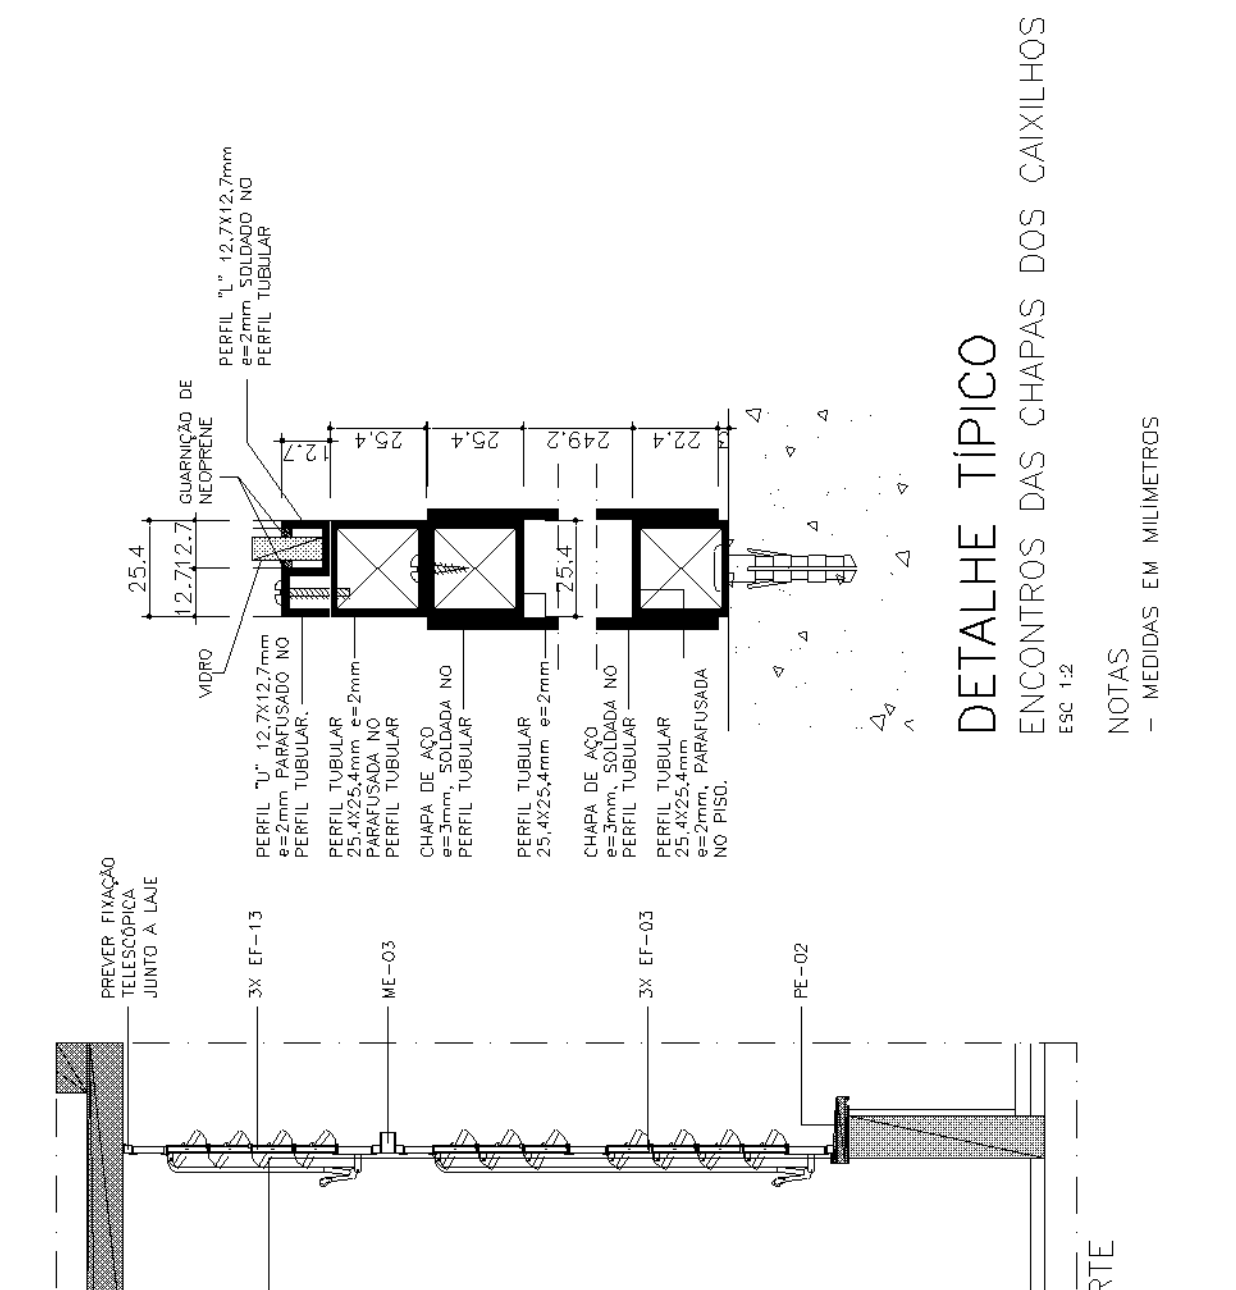 PERFIL "L" 12,7X12,7mm
e=2mm SOLDADO NO
PERFIL TUBULAR
GUARNIÇÃO DE
NEOPRENE
VIDRO
25.4
12.7
12.7
12.7
25.4
25.4
249.2
22.4
3
25.4
PERFIL "U" 12,7X12,7mm
e=2mm PARAFUSADO NO
PERFIL TUBULAR.
PERFIL TUBULAR
25,4X25,4mm e=2mm
PARAFUSADA NO
PERFIL TUBULAR
CHAPA DE AÇO
e=3mm, SOLDADA NO
PERFIL TUBULAR
PERFIL TUBULAR
25,4X25,4mm e=2mm
CHAPA DE AÇO
e=3mm, SOLDADA NO
PERFIL TUBULAR
PERFIL TUBULAR
25,4X25,4mm
e=2mm, PARAFUSADA
NO PISO.
DETALHE TÍPICO
ENCONTROS DAS CHAPAS DOS CAIXILHOS
ESC 1:2
NOTAS
- MEDIDAS EM MILÍMETROS
PREVER FIXAÇÃO
TELESCÓPICA
JUNTO A LAJE
3X EF-13
ME-03
3X EF-03
PE-02
RTE